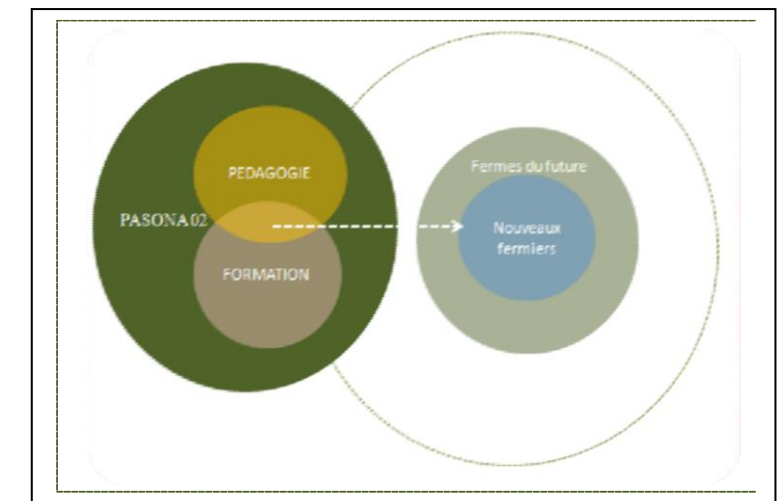 PEDAGOGIE
PASONA 02
FORMATION
Fermes du future
Nouveaux
fermiers